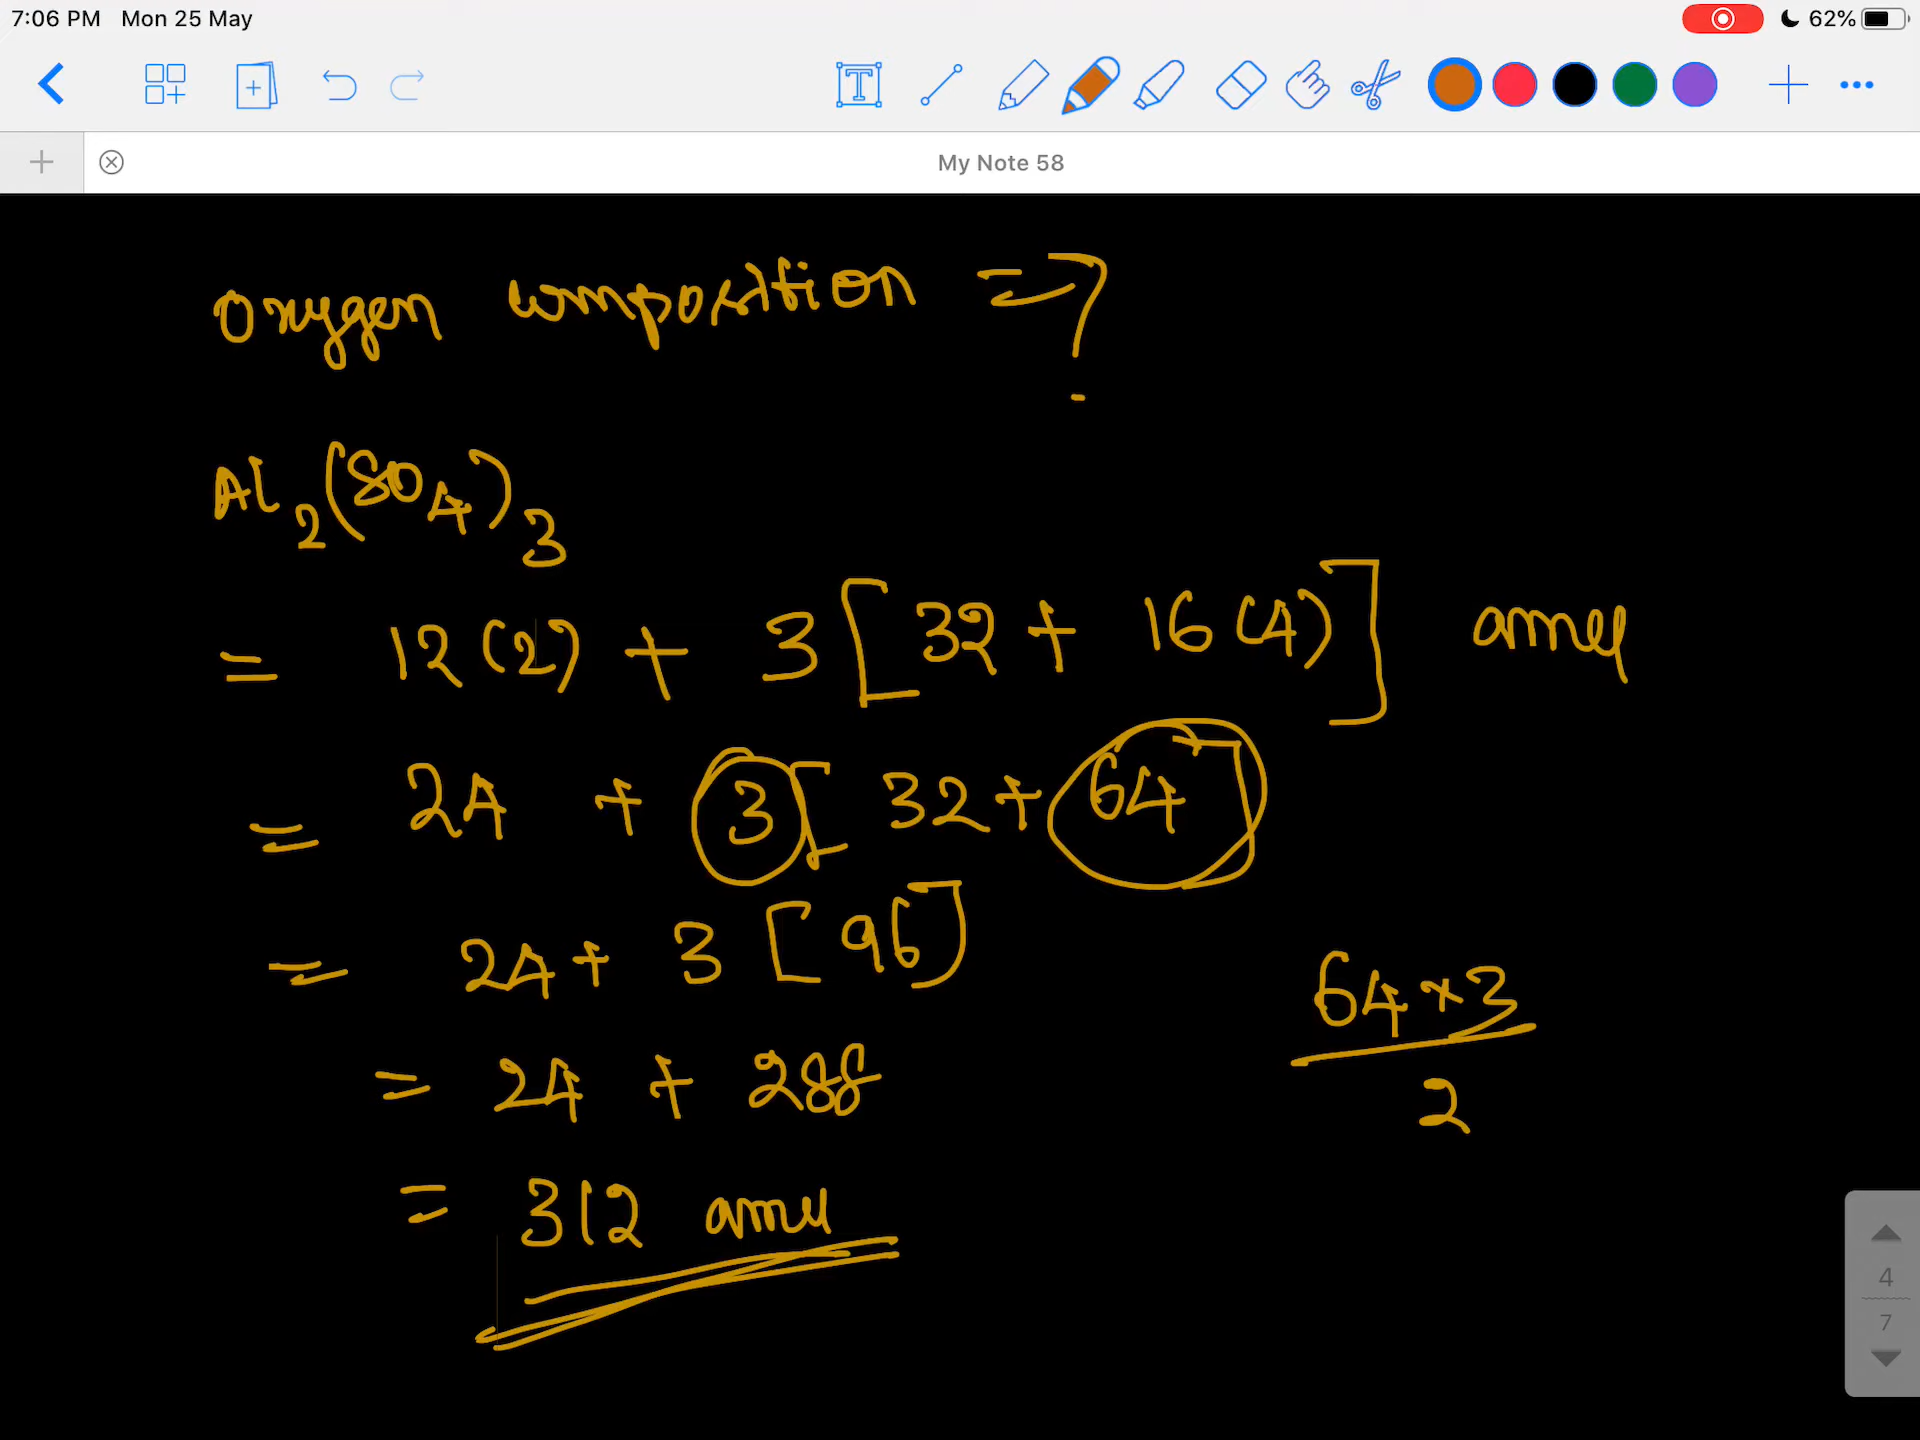 7:06 PM Mon 25 May 62%
T
My Note 58
Oxygen composition = ?
Al2(SO4)3
= 12(2) + 3[32 + 16(4)] amu
= 24 + 3[32 + 64]
= 24 + 3[96]
64×3
2
= 24 + 288
= 312 amu
4
7